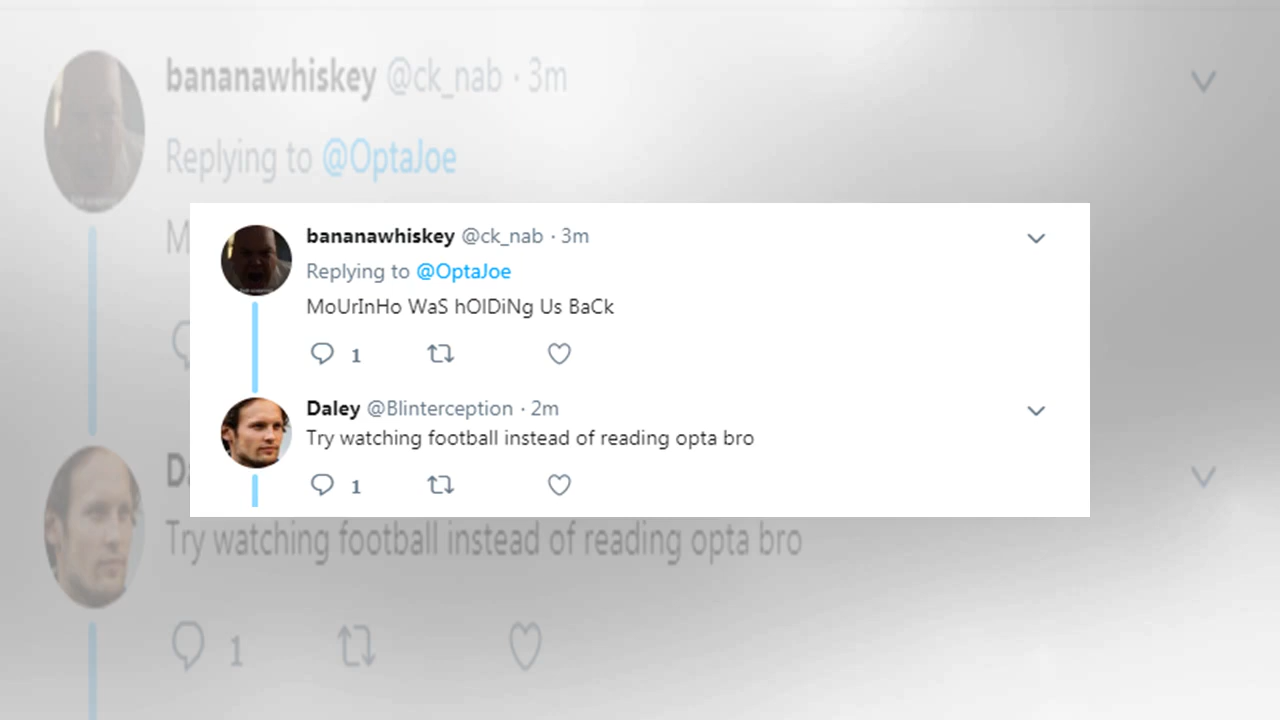 bananawhiskey @ck_nab · 3m
Replying to @OptaJoe
M
bananawhiskey @ck_nab · 3m
Replying to @OptaJoe
MoUrInHo WaS hOlDiNg Us BaCk
1
Daley @Blinterception · 2m
Try watching football instead of reading opta bro
1
Da
Try watching football instead of reading opta bro
1